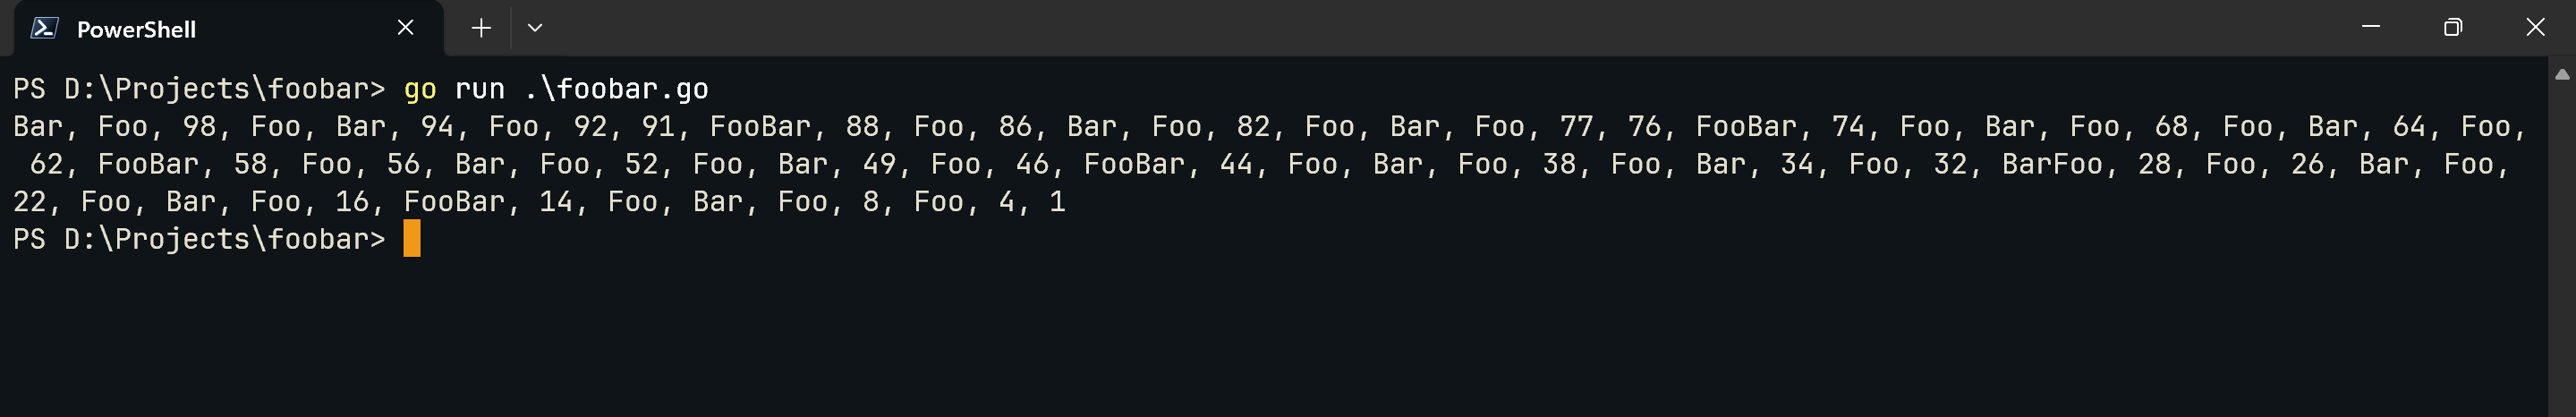 PowerShell
PS D:\Projects\foobar> go run .\foobar.go
Bar, Foo, 98, Foo, Bar, 94, Foo, 92, 91, FooBar, 88, Foo, 86, Bar, Foo, 82, Foo, Bar, Foo, 77, 76, FooBar, 74, Foo, Bar, Foo, 68, Foo, Bar, 64, Foo,
62, FooBar, 58, Foo, 56, Bar, Foo, 52, Foo, Bar, 49, Foo, 46, FooBar, 44, Foo, Bar, Foo, 38, Foo, Bar, 34, Foo, 32, BarFoo, 28, Foo, 26, Bar, Foo,
22, Foo, Bar, Foo, 16, FooBar, 14, Foo, Bar, Foo, 8, Foo, 4, 1
PS D:\Projects\foobar>